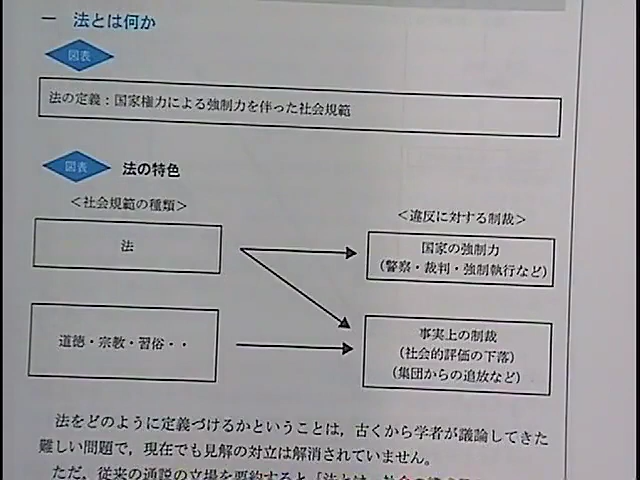 一 法とは何か
図表
法の定義：国家権力による強制力を伴った社会規範
図表 法の特色
＜社会規範の種類＞
＜違反に対する制裁＞
法
国家の強制力
（警察・裁判・強制執行など）
道徳・宗教・習俗・・
事実上の制裁
（社会的評価の下落）
（集団からの追放など）
法をどのように定義づけるかということは，古くから学者が議論してきた
難しい問題で，現在でも見解の対立は解消されていません。
ただ，従来の通説の立場を要約すると「法とは，社会の